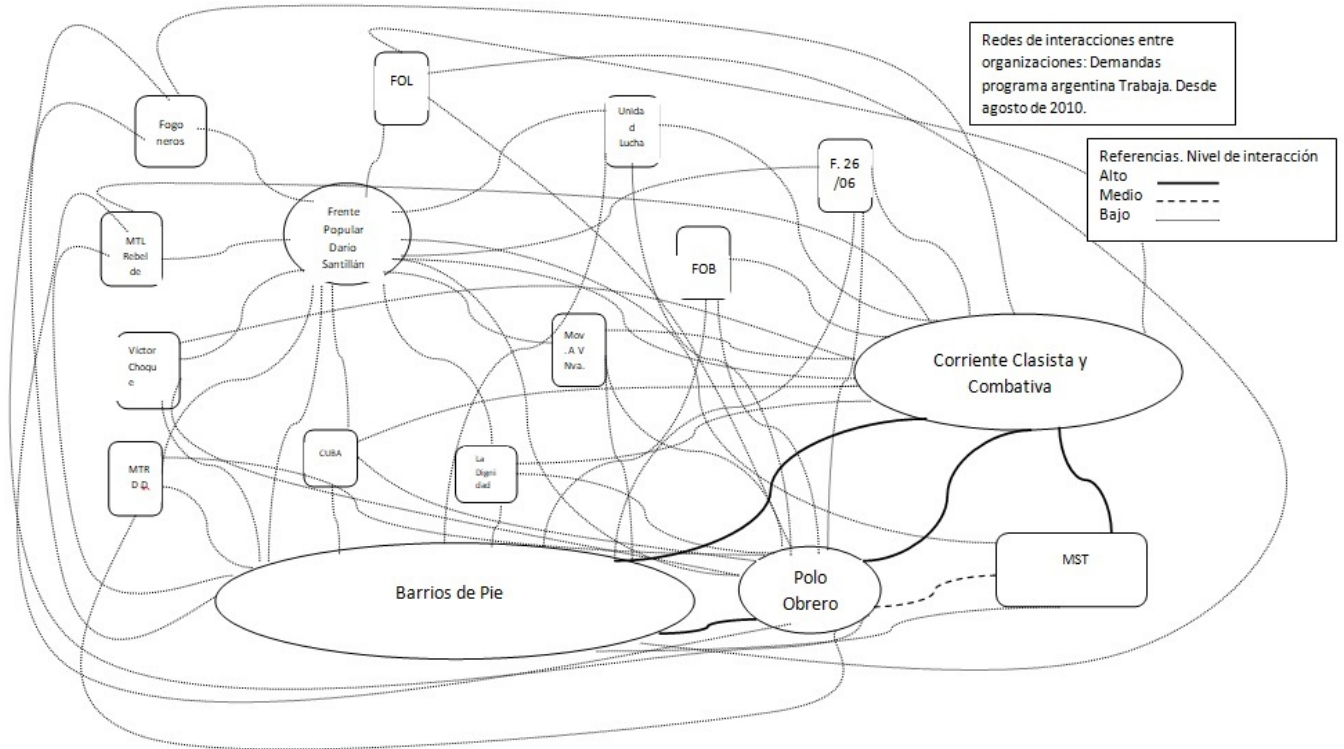 Redes de interacciones entre
organizaciones: Demandas
programa argentina Trabaja. Desde
agosto de 2010.
Referencias. Nivel de interacción
Alto
Medio
Bajo
FOL
Fogo
neros
Unida
d
Lucha
F. 26
/06
Frente
Popular
Darío
Santillán
MTL
Rebel
de
FOB
Víctor
Choqu
e
Mov
.A V
Nva.
Corriente Clasista y
Combativa
CUBA
La
Digni
dad
MTR
D D.
MST
Barrios de Pie
Polo
Obrero